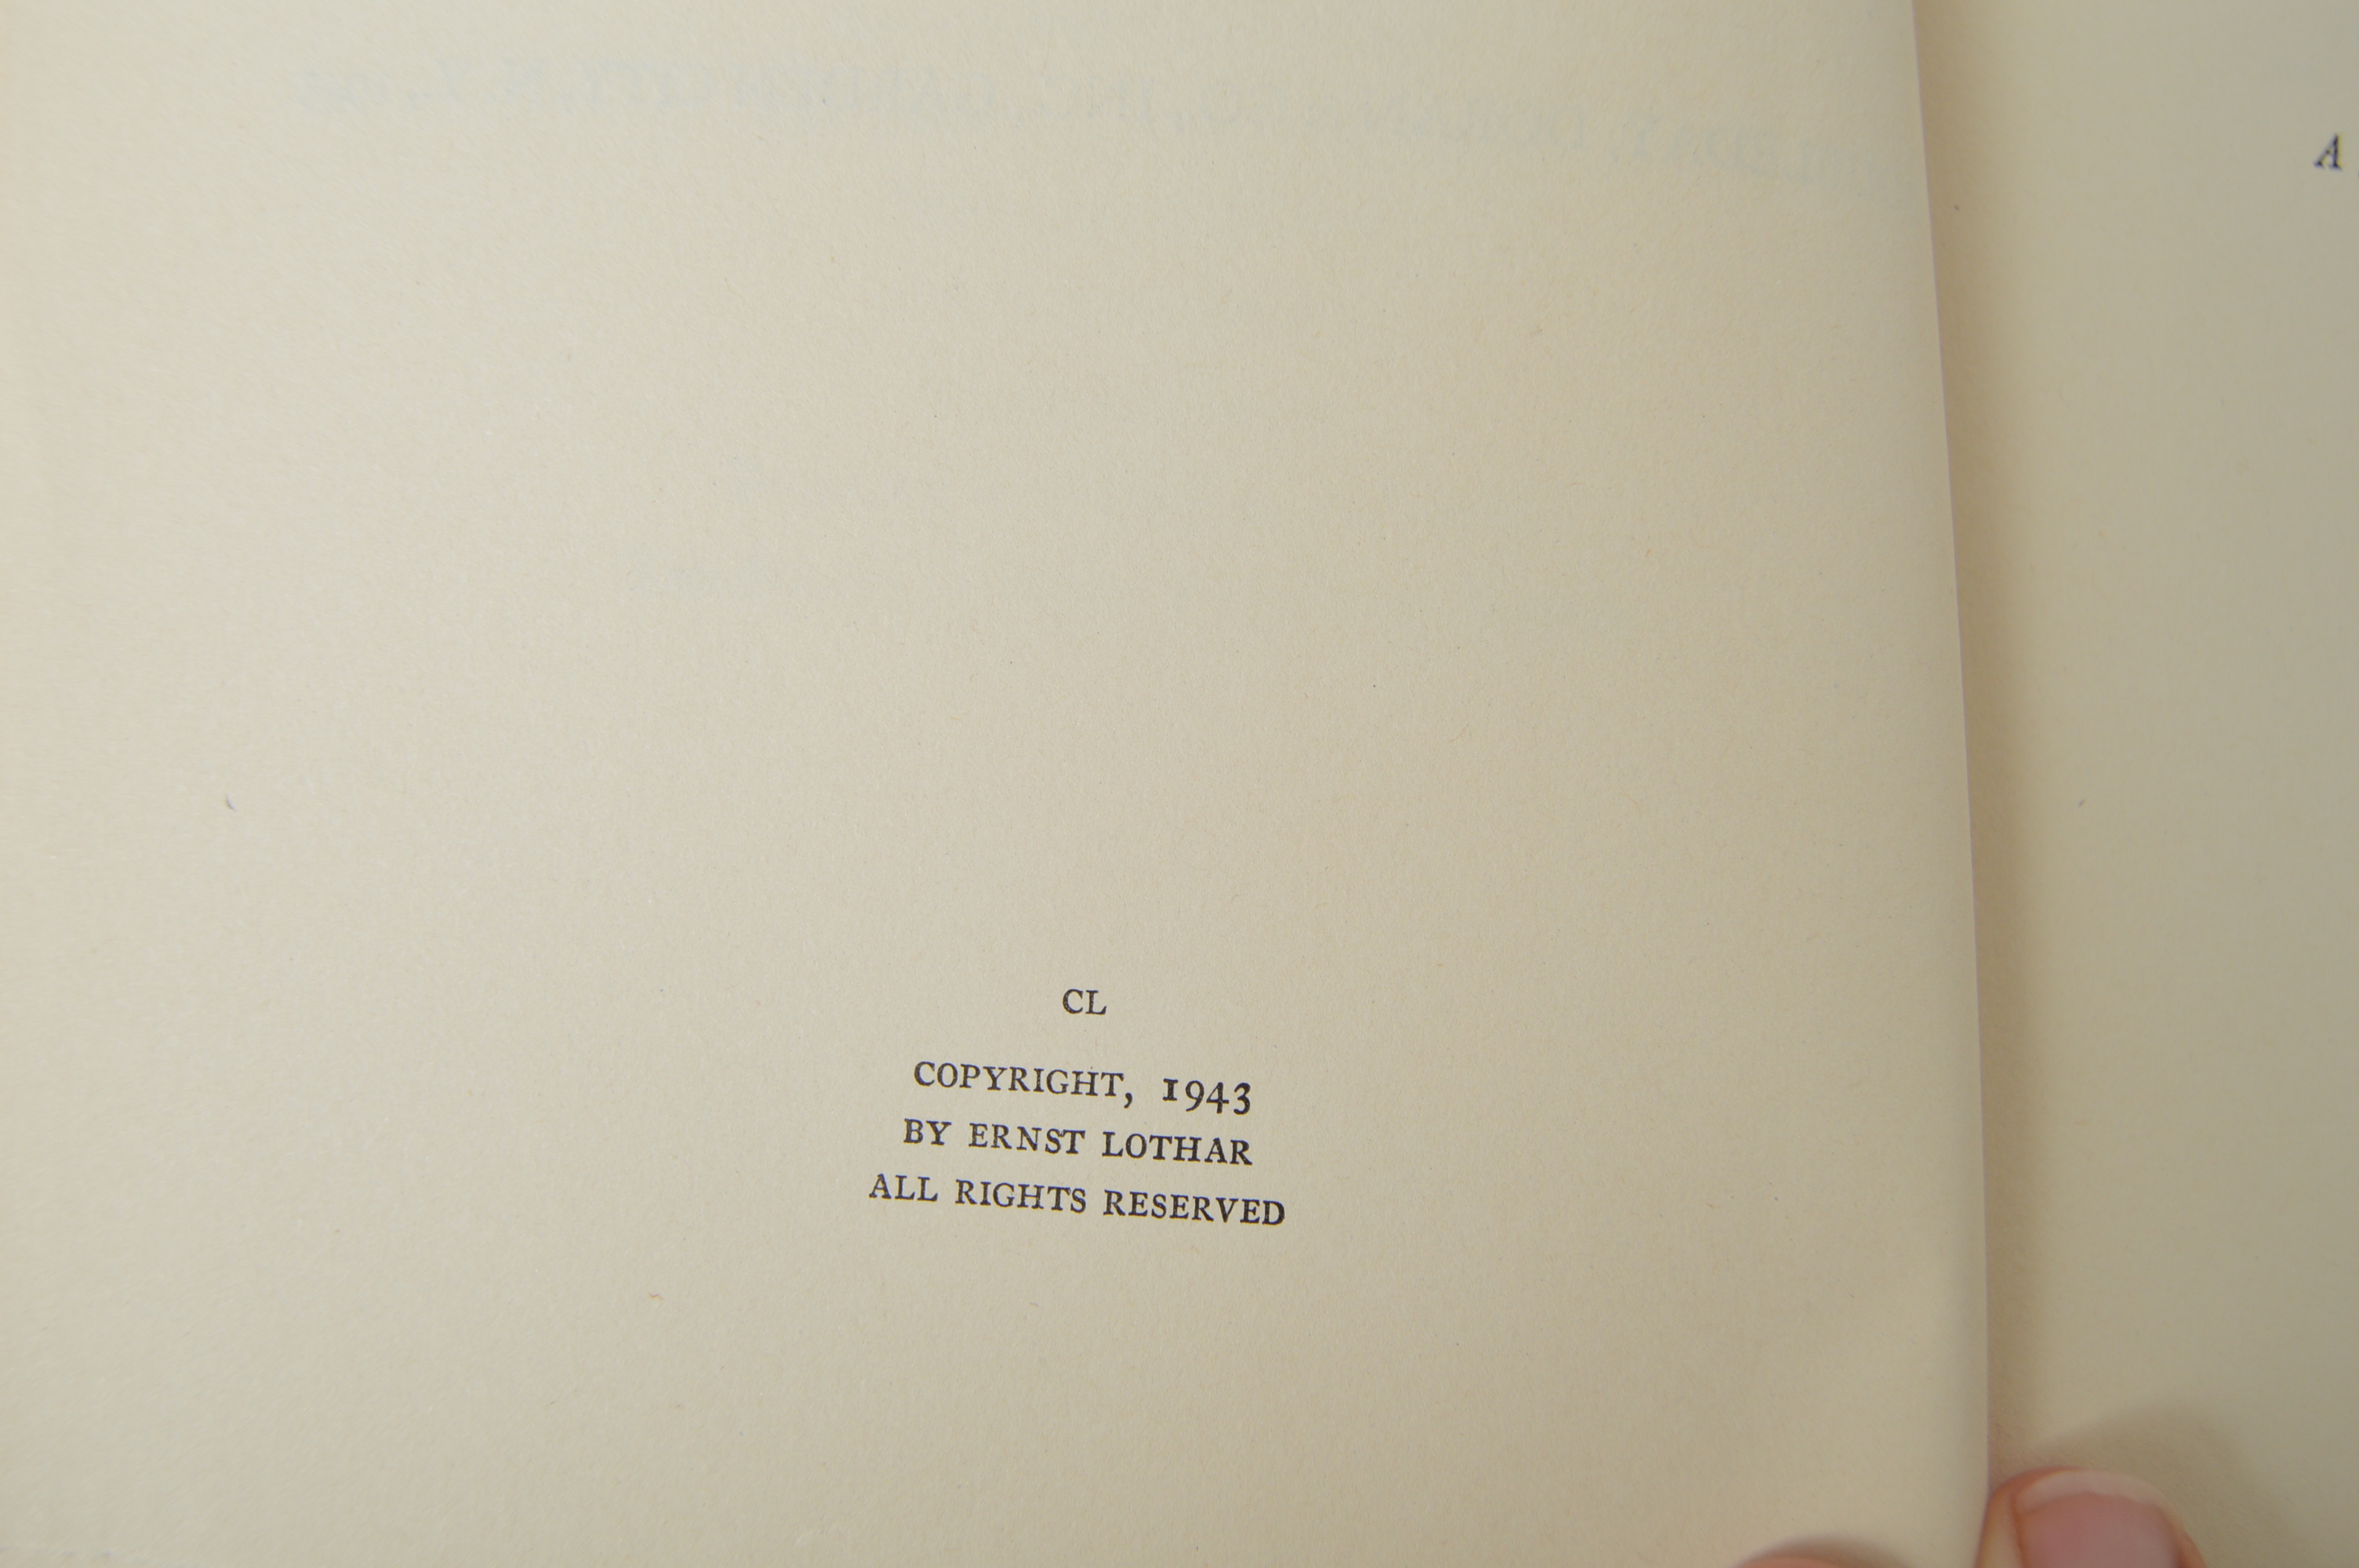 A
CL
COPYRIGHT, 1943
BY ERNST LOTHAR
ALL RIGHTS RESERVED